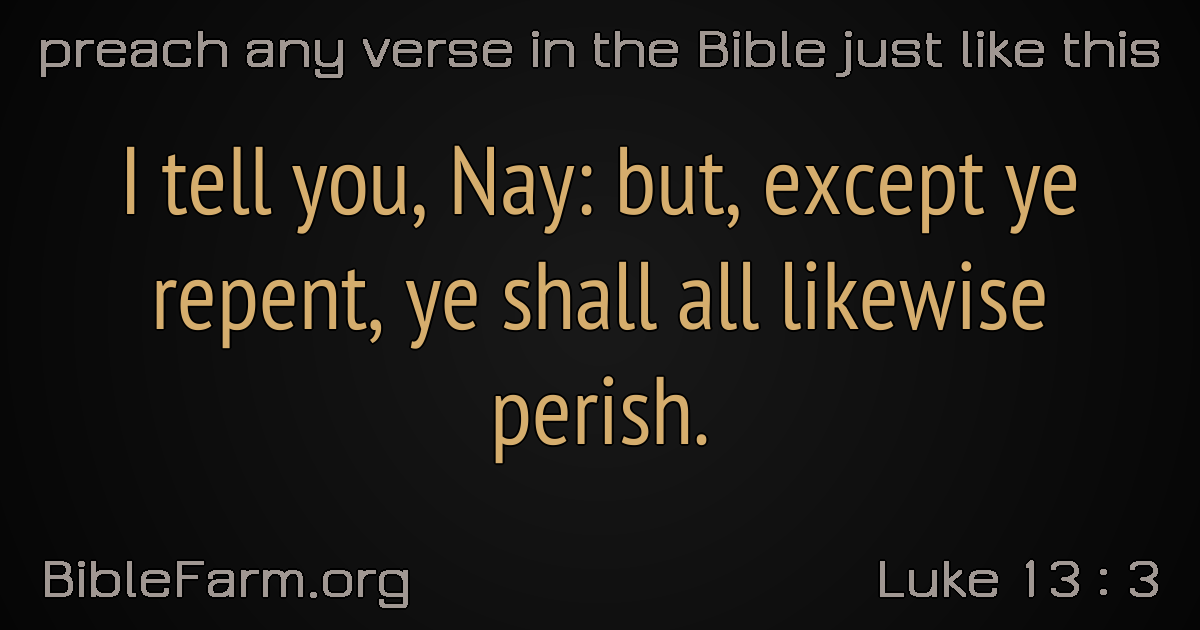 preach any verse in the Bible just like this
I tell you, Nay: but, except ye
repent, ye shall all likewise
perish.
BibleFarm.org
Luke 13 : 3